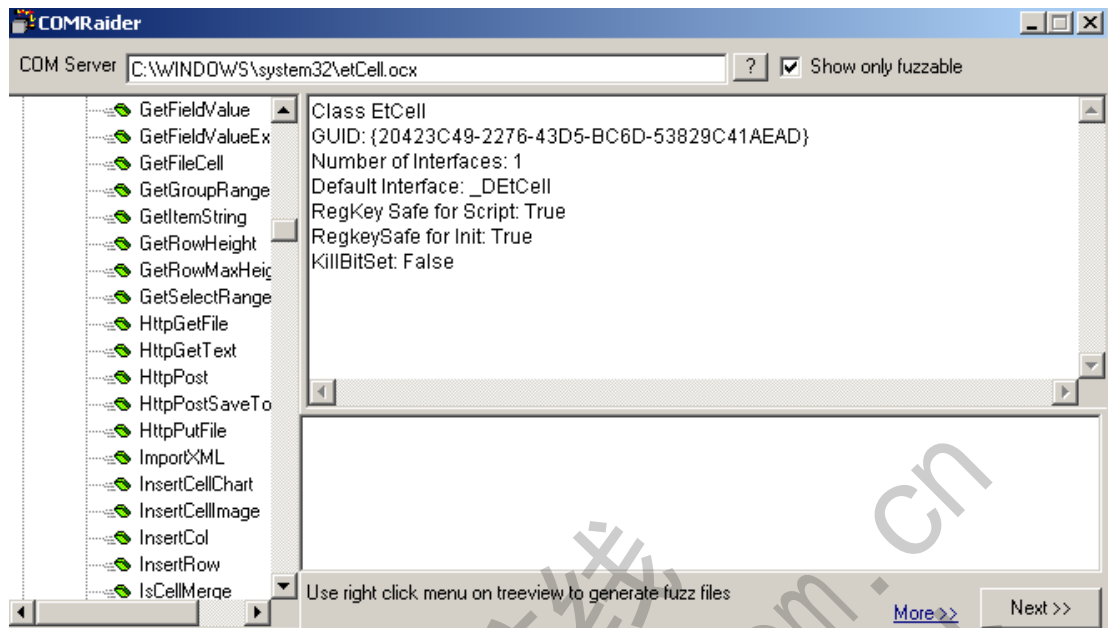 COMRaider
COM Server C:\WINDOWS\system32\etCell.ocx ? Show only fuzzable
GetFieldValue
GetFieldValueEx
GetFileCell
GetGroupRange
GetItemString
GetRowHeight
GetRowMaxHeig
GetSelectRange
HttpGetFile
HttpGetText
HttpPost
HttpPostSaveTo
HttpPutFile
ImportXML
InsertCellChart
InsertCellImage
InsertCol
InsertRow
IsCellMerge
Class EtCell
GUID: {20423C49-2276-43D5-BC6D-53829C41AEAD}
Number of Interfaces: 1
Default Interface: _DEtCell
RegKey Safe for Script: True
RegkeySafe for Init: True
KillBitSet: False
Use right click menu on treeview to generate fuzz files
More >>
Next >>